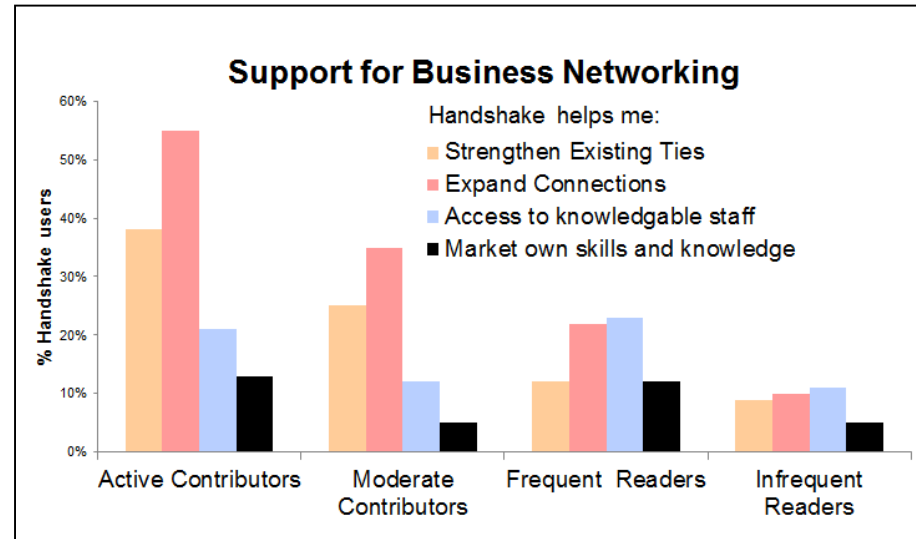 Support for Business Networking
Handshake helps me:
Strengthen Existing Ties
Expand Connections
Access to knowledgable staff
Market own skills and knowledge
% Handshake users
60%
50%
40%
30%
20%
10%
0%
Active Contributors
Moderate
Contributors
Frequent Readers
Infrequent
Readers